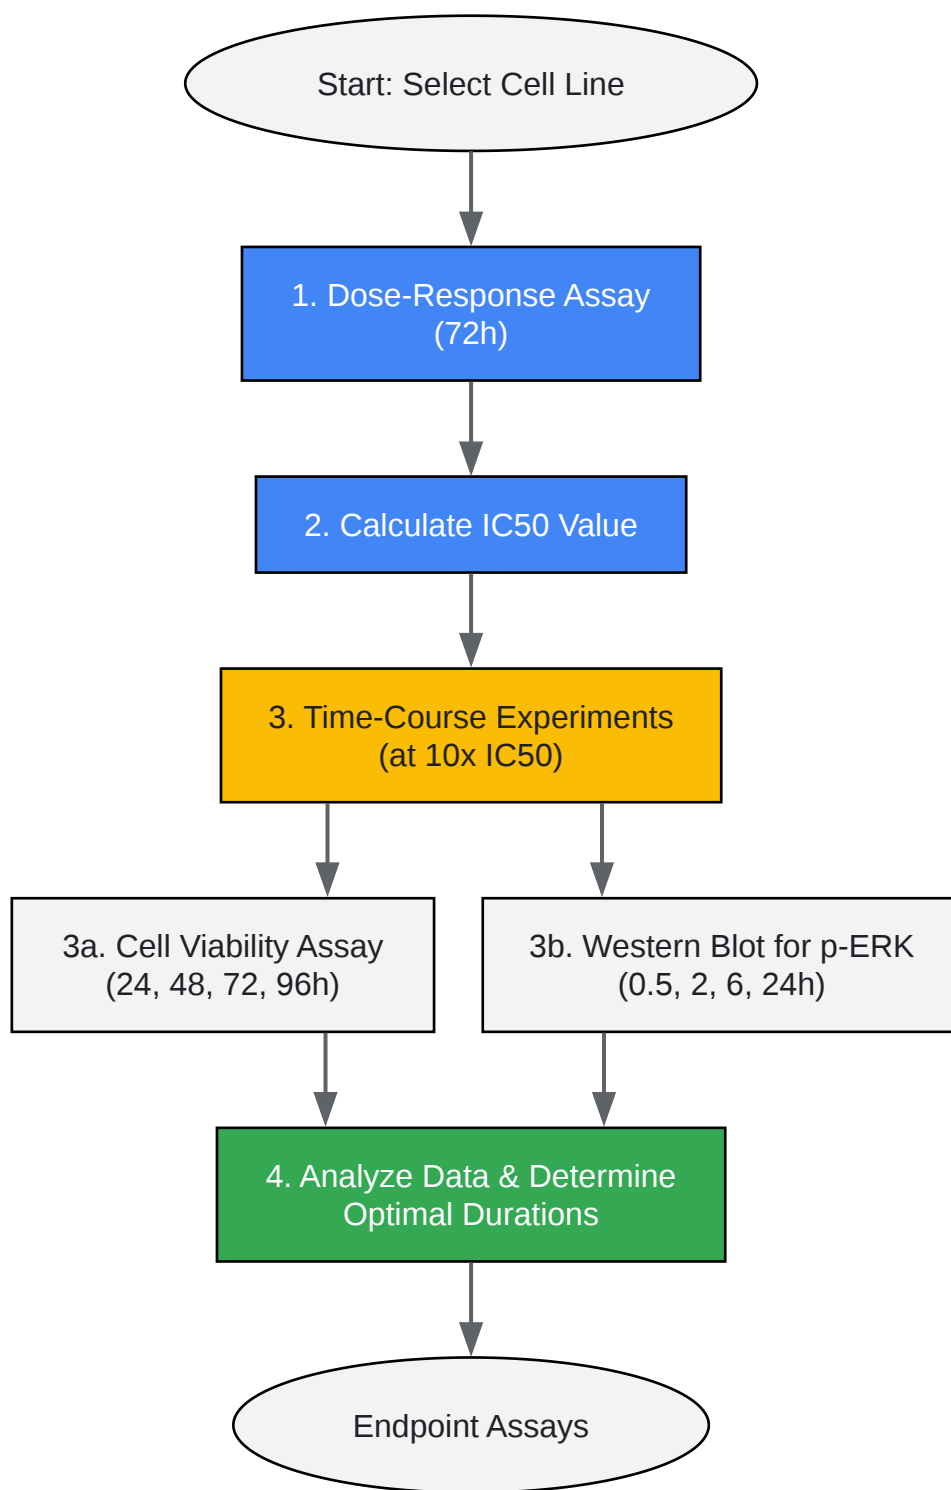 Start: Select Cell Line
1. Dose-Response Assay
(72h)
2. Calculate IC50 Value
3. Time-Course Experiments
(at 10x IC50)
3a. Cell Viability Assay
(24, 48, 72, 96h)
3b. Western Blot for p-ERK
(0.5, 2, 6, 24h)
4. Analyze Data & Determine
Optimal Durations
Endpoint Assays